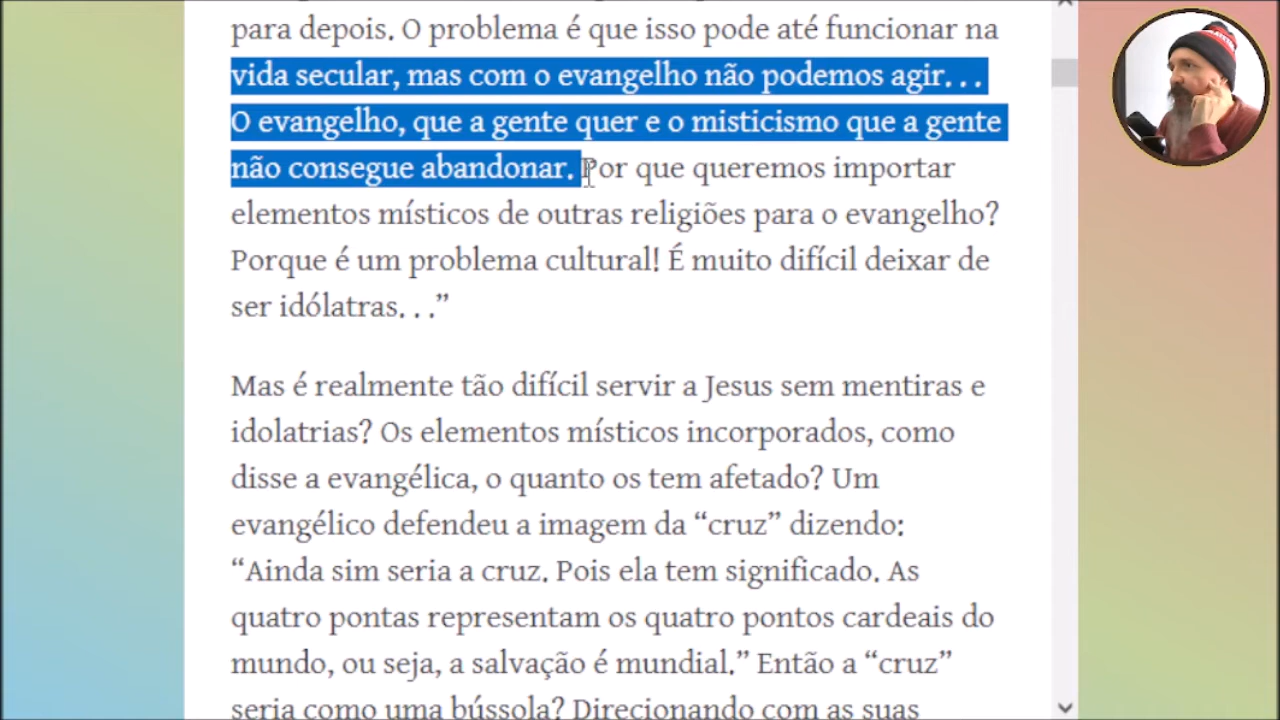 para depois. O problema é que isso pode até funcionar na
vida secular, mas com o evangelho não podemos agir. . .
O evangelho, que a gente quer e o misticismo que a gente
não consegue abandonar. Por que queremos importar
elementos místicos de outras religiões para o evangelho?
Porque é um problema cultural! É muito difícil deixar de
ser idólatras. . .”
Mas é realmente tão difícil servir a Jesus sem mentiras e
idolatrias? Os elementos místicos incorporados, como
disse a evangélica, o quanto os tem afetado? Um
evangélico defendeu a imagem da “cruz” dizendo:
“Ainda sim seria a cruz. Pois ela tem significado. As
quatro pontas representam os quatro pontos cardeais do
mundo, ou seja, a salvação é mundial.” Então a “cruz”
seria como uma bússola? Direcionando com as suas